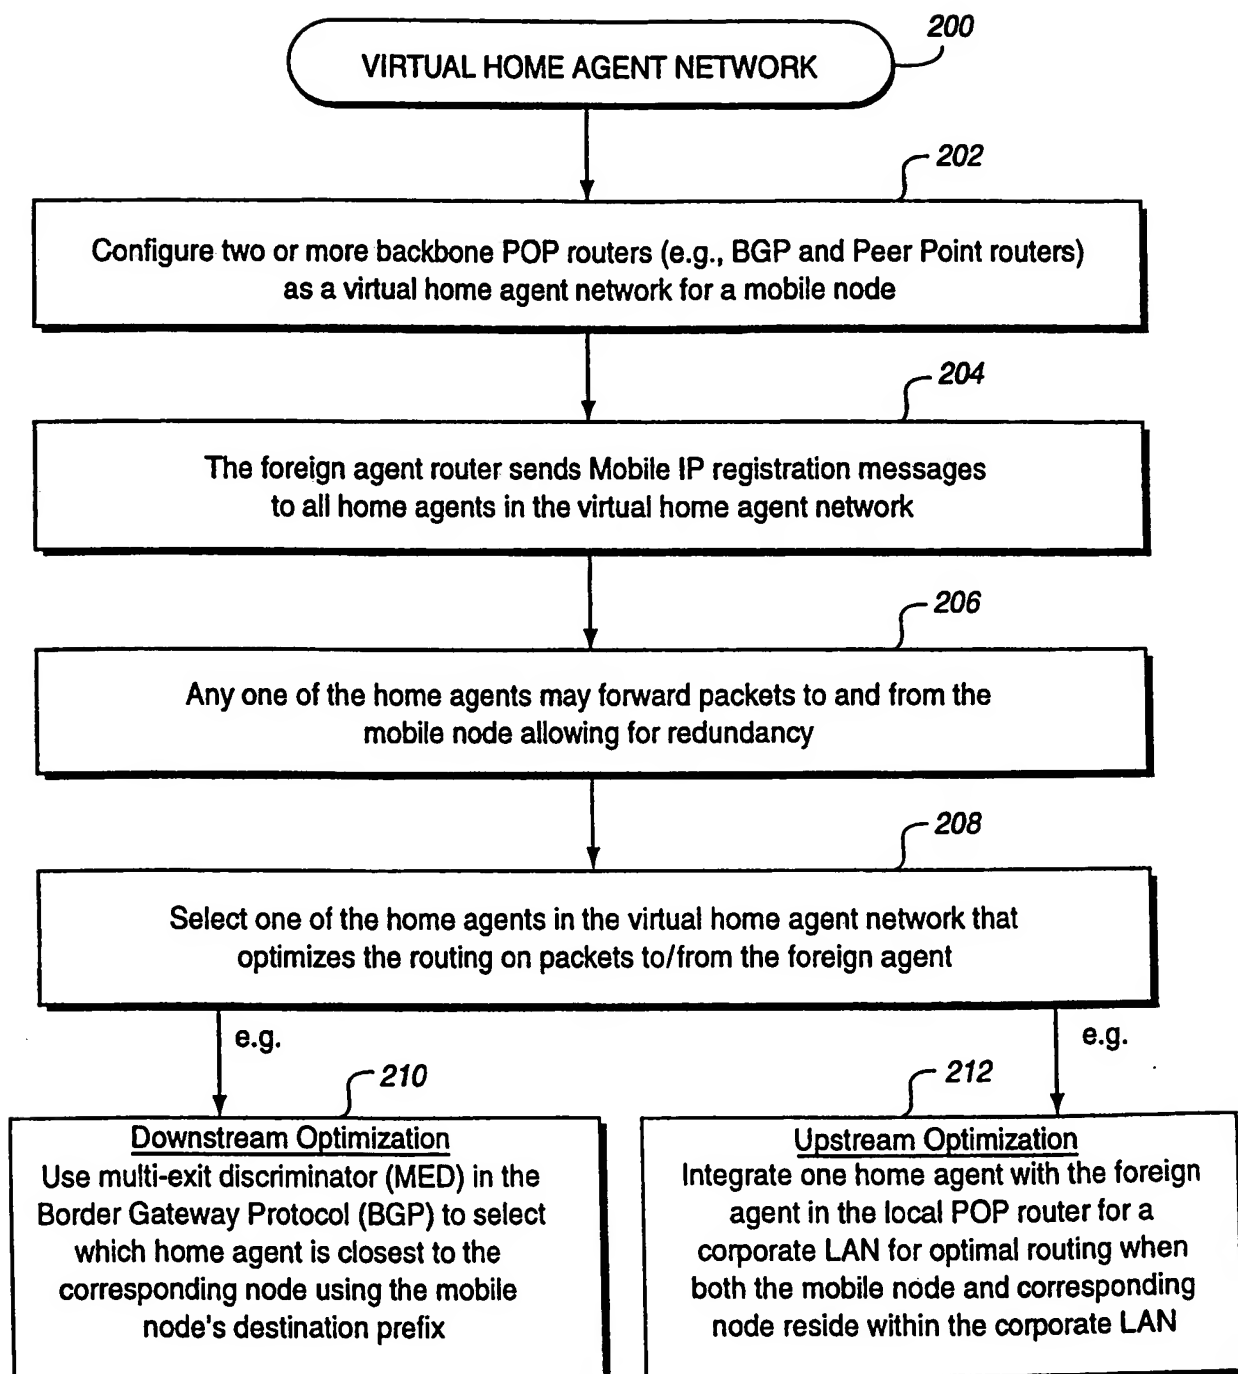 200
VIRTUAL HOME AGENT NETWORK
202
Configure two or more backbone POP routers (e.g., BGP and Peer Point routers)
as a virtual home agent network for a mobile node
204
The foreign agent router sends Mobile IP registration messages
to all home agents in the virtual home agent network
206
Any one of the home agents may forward packets to and from the
mobile node allowing for redundancy
208
Select one of the home agents in the virtual home agent network that
optimizes the routing on packets to/from the foreign agent
e.g.
e.g.
210
Downstream Optimization
Use multi-exit discriminator (MED) in the
Border Gateway Protocol (BGP) to select
which home agent is closest to the
corresponding node using the mobile
node's destination prefix
212
Upstream Optimization
Integrate one home agent with the foreign
agent in the local POP router for a
corporate LAN for optimal routing when
both the mobile node and corresponding
node reside within the corporate LAN